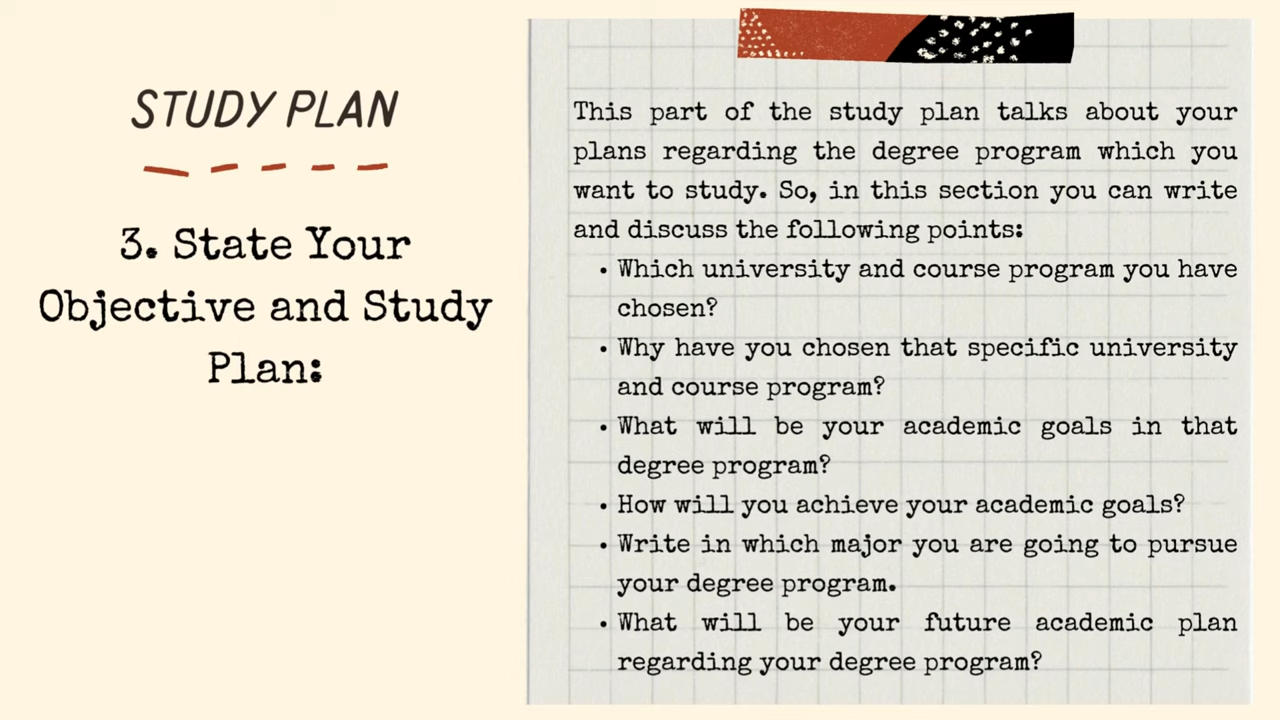 STUDY PLAN
3. State Your
Objective and Study
Plan:
This part of the study plan talks about your
plans regarding the degree program which you
want to study. So, in this section you can write
and discuss the following points:
• Which university and course program you have
chosen?
• Why have you chosen that specific university
and course program?
• What will be your academic goals in that
degree program?
• How will you achieve your academic goals?
• Write in which major you are going to pursue
your degree program.
• What will be your future academic plan
regarding your degree program?